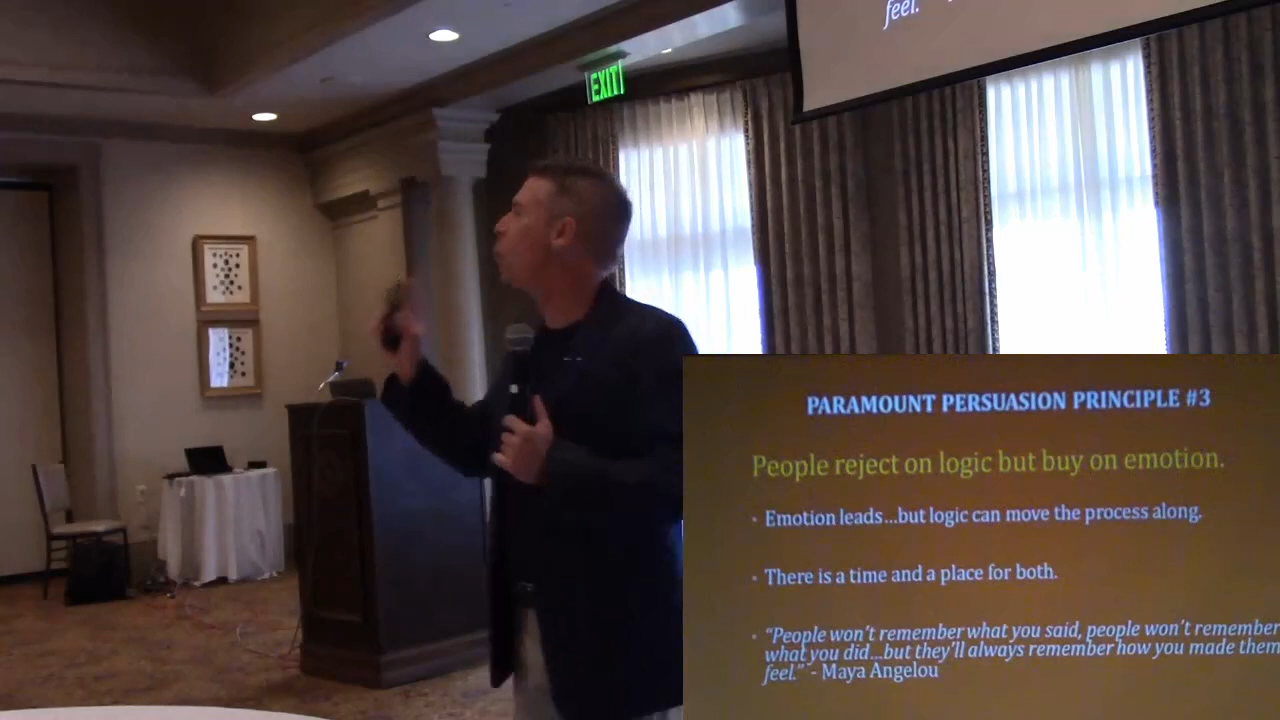 feel.
EXIT
PARAMOUNT PERSUASION PRINCIPLE #3
People reject on logic but buy on emotion.
· Emotion leads...but logic can move the process along.
· There is a time and a place for both.
· “People won’t remember what you said, people won’t remember
what you did...but they’ll always remember how you made them
feel.” - Maya Angelou